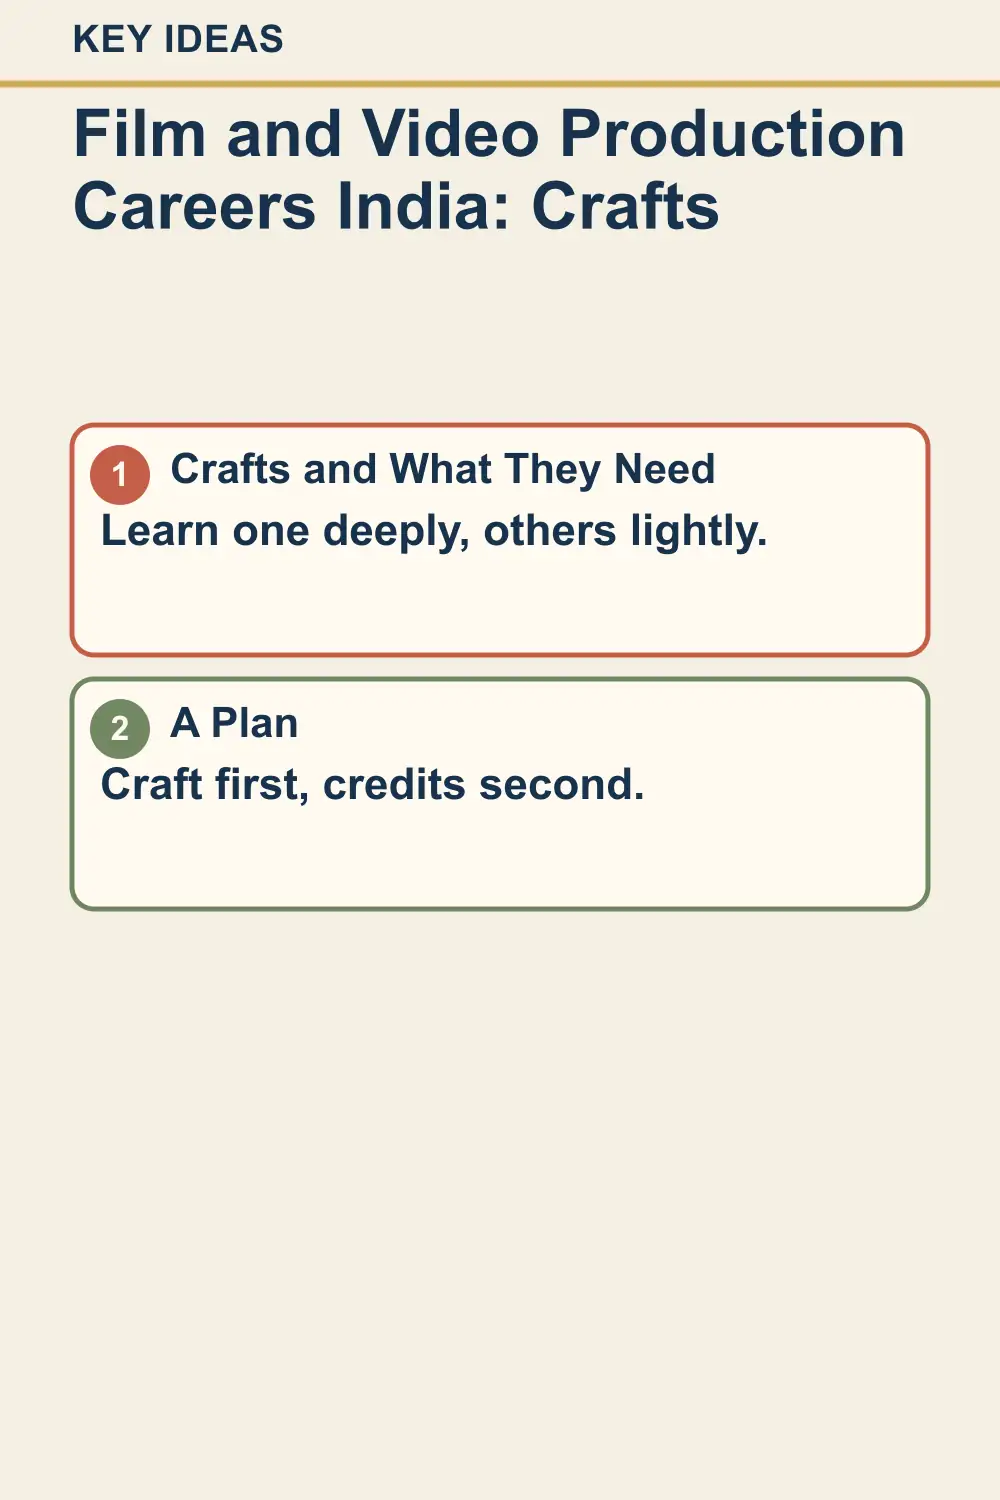 KEY IDEAS
Film and Video Production
Careers India: Crafts
1 Crafts and What They Need
Learn one deeply, others lightly.
2 A Plan
Craft first, credits second.